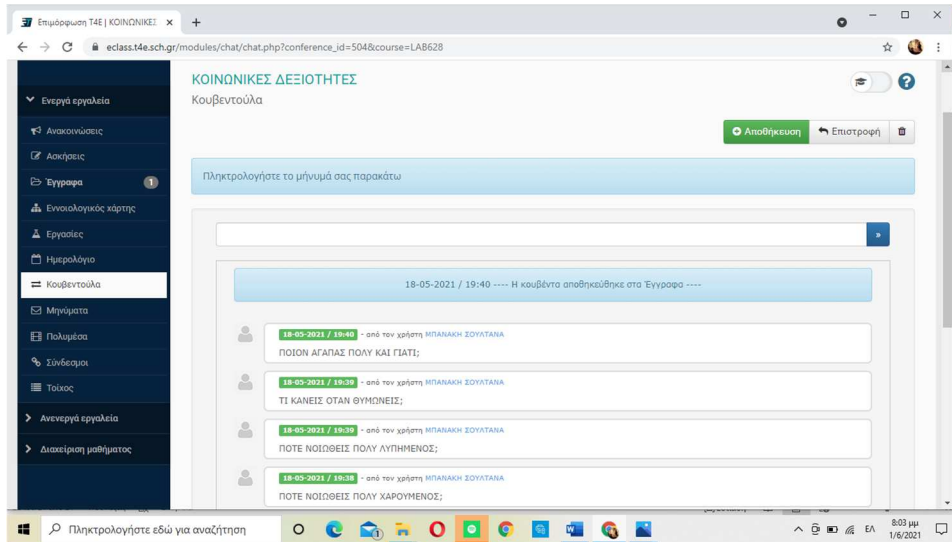 Επιμόρφωση T4E | ΚΟΙΝΩΝΙΚΕΣ
eclass.t4e.sch.gr/modules/chat/chat.php?conference_id=504&course=LAB628
Ενεργά εργαλεία
Ανακοινώσεις
Ασκήσεις
Έγγραφα 1
Εννοιολογικός χάρτης
Εργασίες
Ημερολόγιο
Κουβεντούλα
Μηνύματα
Πολυμέσα
Σύνδεσμοι
Τοίχος
Ανενεργά εργαλεία
Διαχείριση μαθήματος
ΚΟΙΝΩΝΙΚΕΣ ΔΕΞΙΟΤΗΤΕΣ
Κουβεντούλα
Αποθήκευση Επιστροφή
Πληκτρολογήστε το μήνυμά σας παρακάτω
»
18-05-2021 / 19:40 ---- Η κουβέντα αποθηκεύθηκε στα Έγγραφα ----
18-05-2021 / 19:40 - από τον χρήστη ΜΠΑΝΑΚΗ ΣΟΥΛΤΑΝΑ
ΠΟΙΟΝ ΑΓΑΠΑΣ ΠΟΛΥ ΚΑΙ ΓΙΑΤΙ;
18-05-2021 / 19:39 - από τον χρήστη ΜΠΑΝΑΚΗ ΣΟΥΛΤΑΝΑ
ΤΙ ΚΑΝΕΙΣ ΟΤΑΝ ΘΥΜΩΝΕΙΣ;
18-05-2021 / 19:39 - από τον χρήστη ΜΠΑΝΑΚΗ ΣΟΥΛΤΑΝΑ
ΠΟΤΕ ΝΟΙΩΘΕΙΣ ΠΟΛΥ ΛΥΠΗΜΕΝΟΣ;
18-05-2021 / 19:38 - από τον χρήστη ΜΠΑΝΑΚΗ ΣΟΥΛΤΑΝΑ
ΠΟΤΕ ΝΟΙΩΘΕΙΣ ΠΟΛΥ ΧΑΡΟΥΜΕΝΟΣ;
Πληκτρολογήστε εδώ για αναζήτηση
ΕΛ
8:03 μμ
1/6/2021